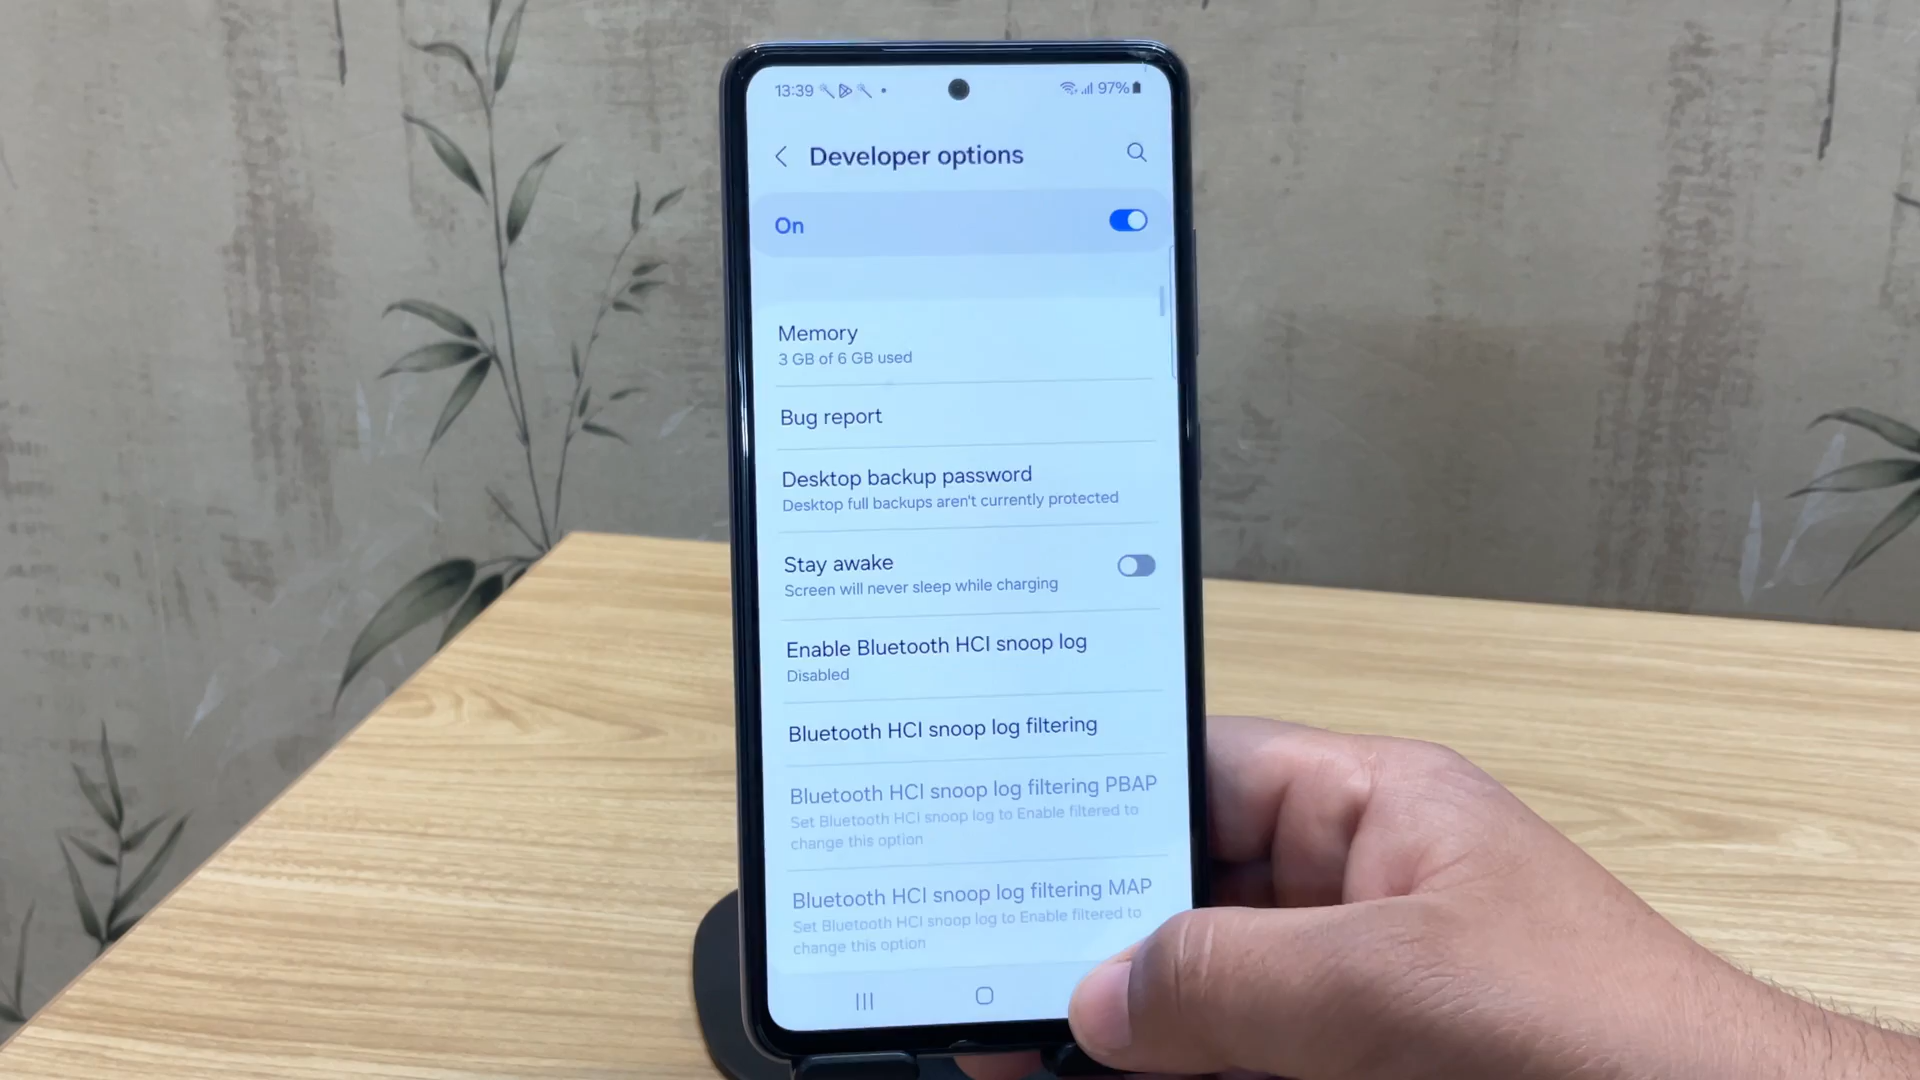 13:39
97%
Developer options
On
Memory
3 GB of 6 GB used
Bug report
Desktop backup password
Desktop full backups aren't currently protected
Stay awake
Screen will never sleep while charging
Enable Bluetooth HCI snoop log
Disabled
Bluetooth HCI snoop log filtering
Bluetooth HCI snoop log filtering PBAP
Set Bluetooth HCI snoop log to Enable filtered to
change this option
Bluetooth HCI snoop log filtering MAP
Set Bluetooth HCI snoop log to Enable filtered to
change this option